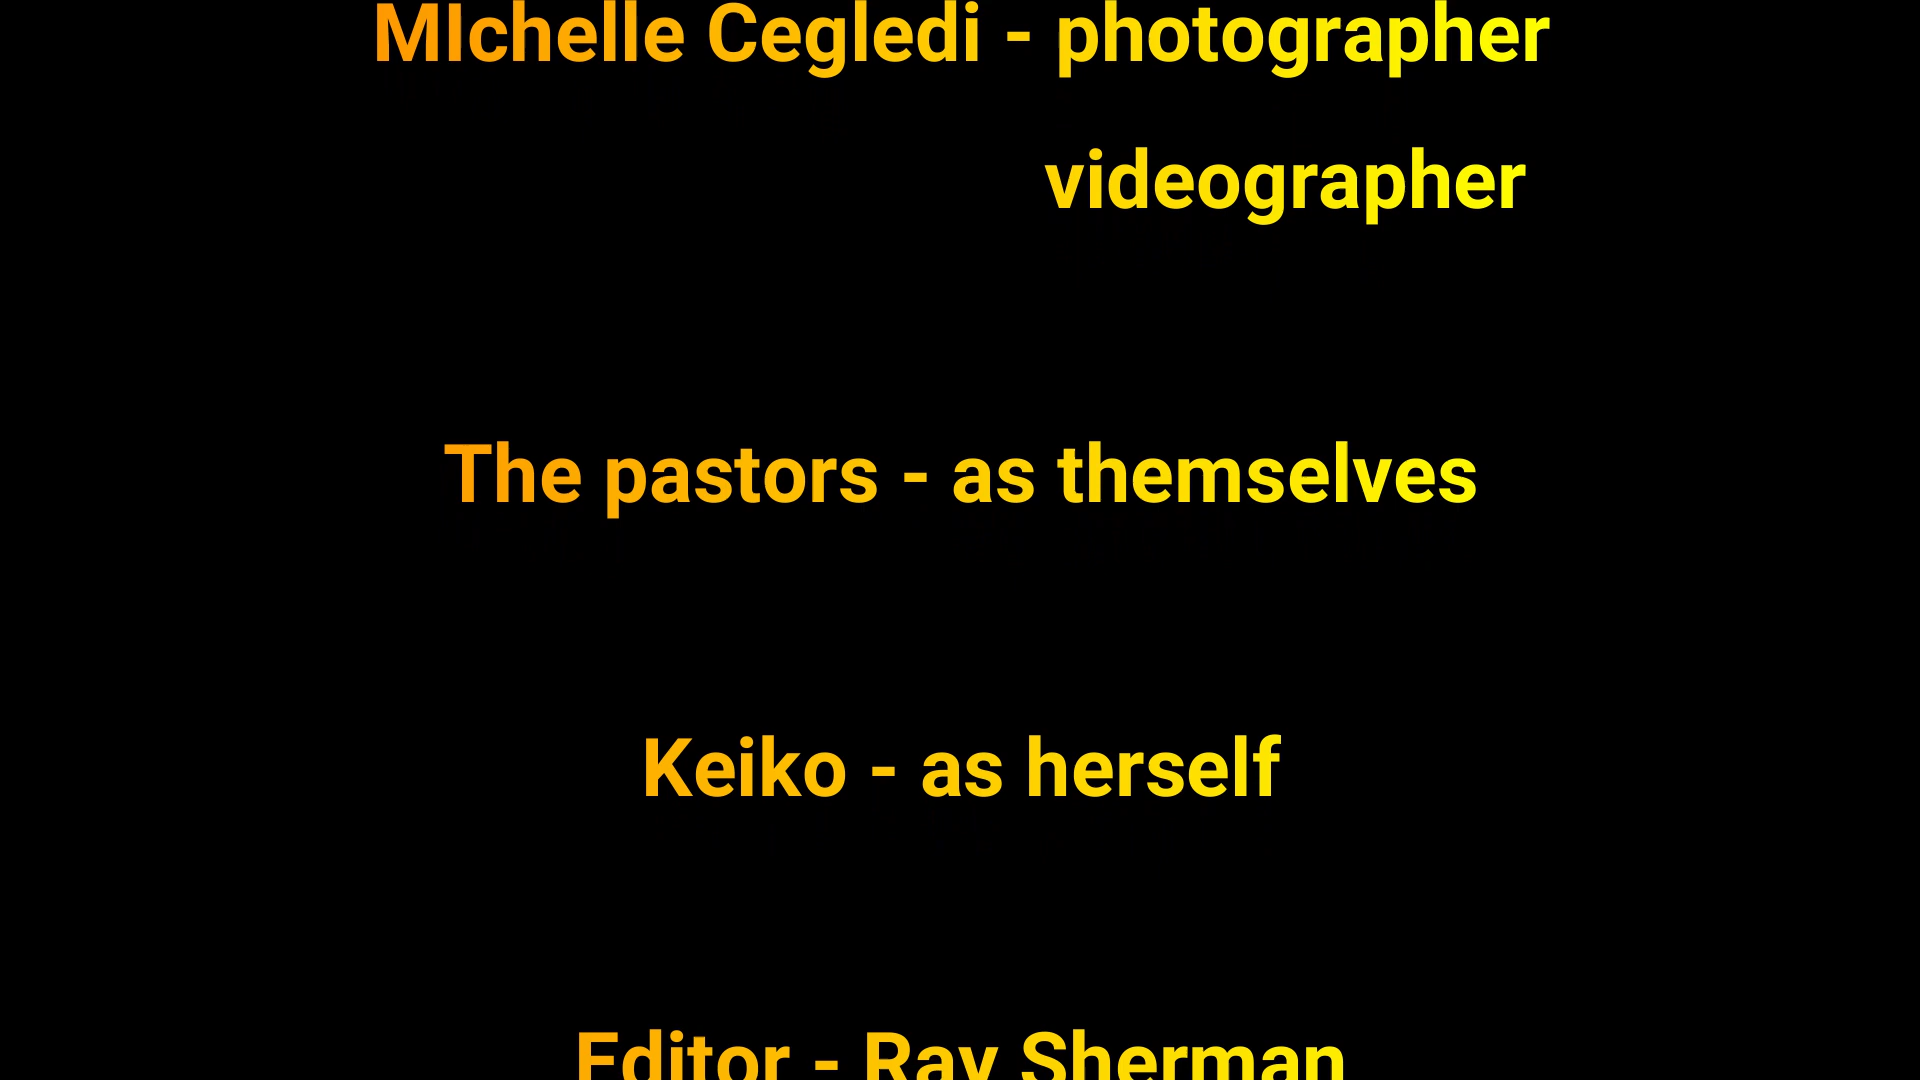 MIchelle Cegledi - photographer
videographer
The pastors - as themselves
Keiko - as herself
Editor - Ray Sherman